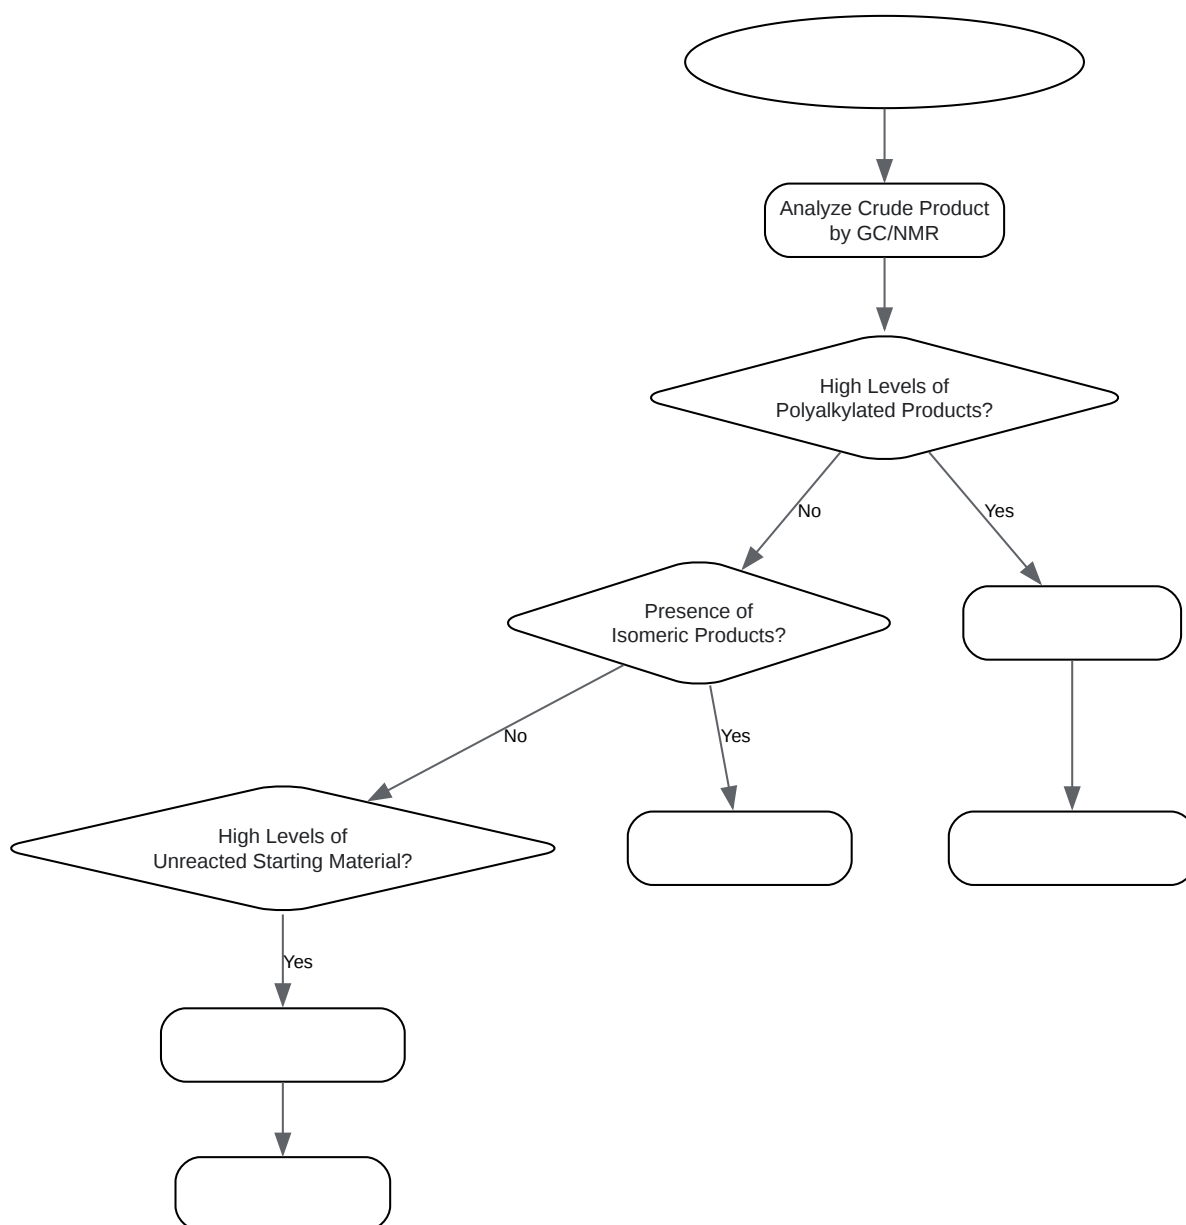 Analyze Crude Product
by GC/NMR
High Levels of
Polyalkylated Products?
No
Yes
Presence of
Isomeric Products?
No
Yes
High Levels of
Unreacted Starting Material?
Yes